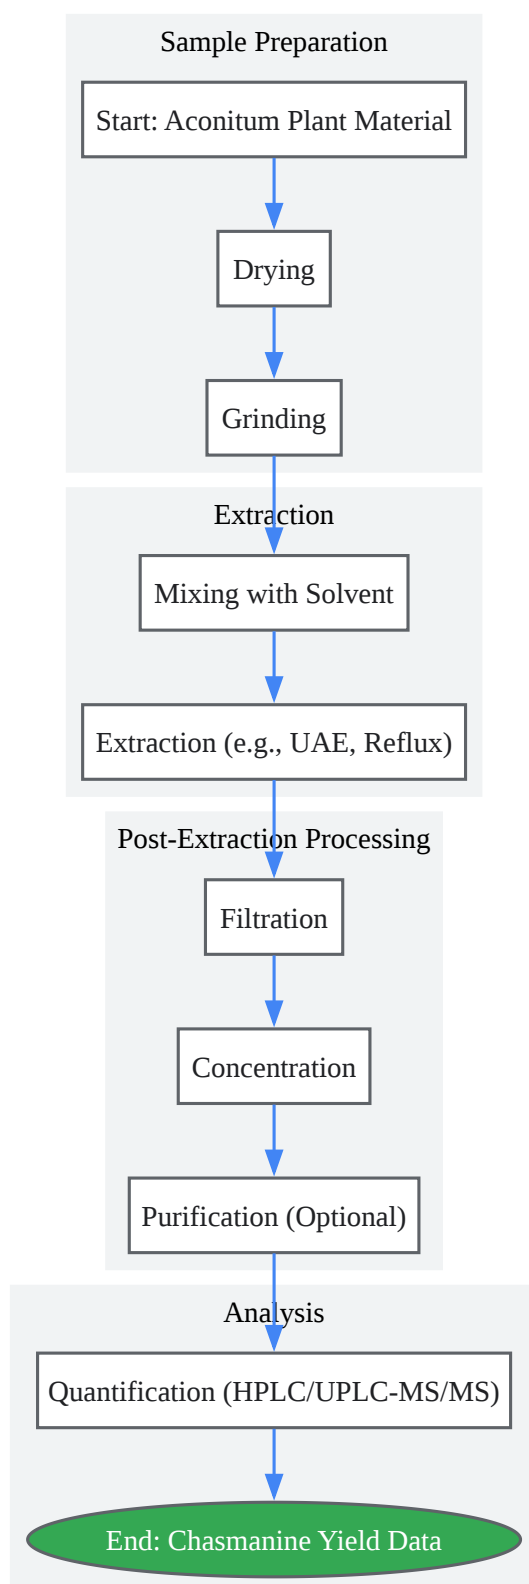 Sample Preparation
Start: Aconitum Plant Material
Drying
Grinding
Extraction
Mixing with Solvent
Extraction (e.g., UAE, Reflux)
Post-Extraction Processing
Filtration
Concentration
Purification (Optional)
Analysis
Quantification (HPLC/UPLC-MS/MS)
End: Chasmanine Yield Data